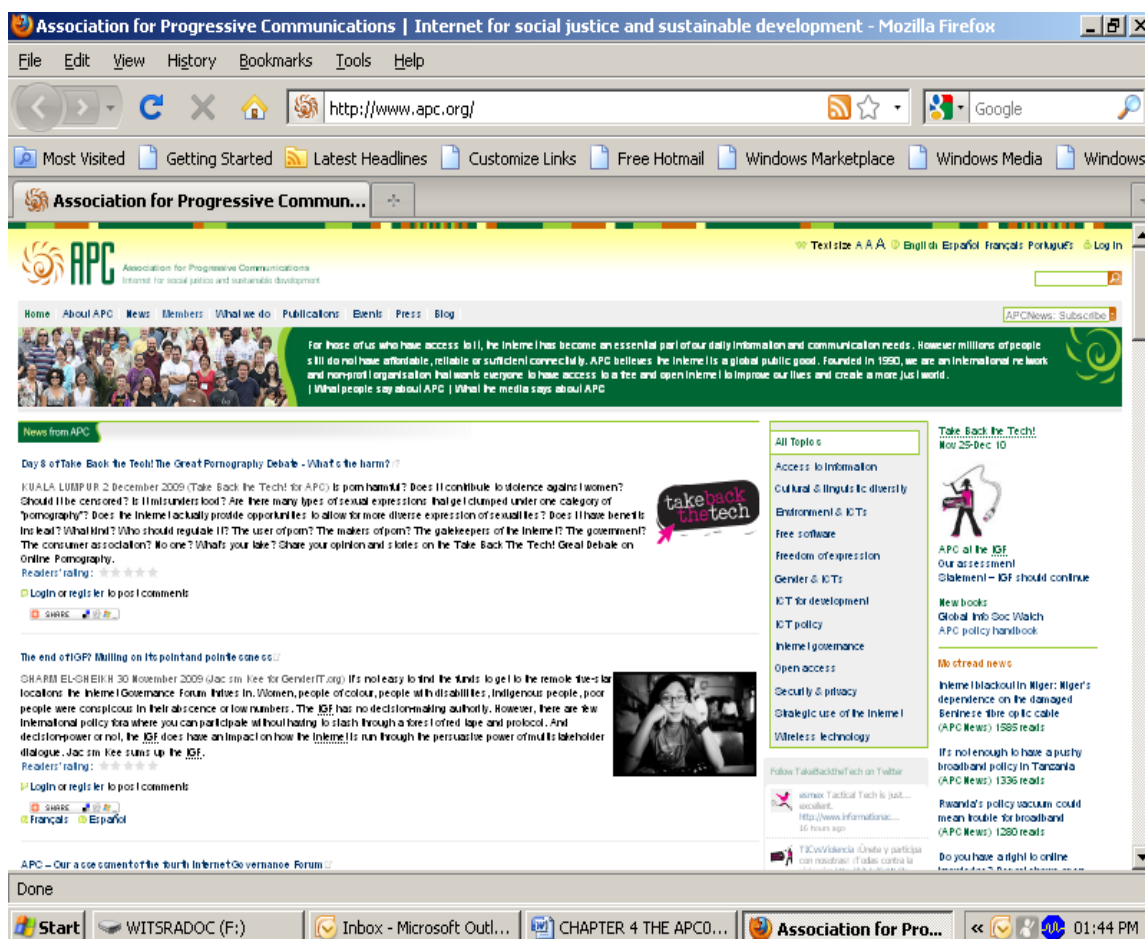 Association for Progressive Communications | Internet for social justice and sustainable development - Mozilla Firefox
File Edit View History Bookmarks Tools Help
http://www.apc.org/
Google
Most Visited Getting Started Latest Headlines Customize Links Free Hotmail Windows Marketplace Windows Media Windows
Association for Progressive Commun...
Text size A A A English Español Français Português Log in
APC
Association for Progressive Communications
Internet for social justice and sustainable development
Home About APC News Members What we do Publications Events Press Blog
APCNews: Subscribe
For those of us who have access to it, the internet has become an essential part of our daily information and communication needs. However millions of people
still do not have affordable, reliable or sufficient connectivity. APC believes the internet is a global public good. Founded in 1990, we are an international network
and non-profit organisation that wants everyone to have access to a free and open internet to improve our lives and create a more just world.
| What people say about APC | What the media says about APC
News from APC
Day 8 of Take Back the Tech! The Great Pornography Debate - What's the harm?
KUALA LUMPUR 2 December 2009 (Take Back the Tech! for APC) Is porn harmful? Does it contribute to violence against women?
Should it be censored? Is it misunderstood? Are there many types of sexual expressions that get clumped under one category of
"pornography"? Does the internet actually provide opportunities to allow for more diverse expression of sexualities? Does it have benefits
instead? What kind? Who should regulate it? The user of porn? The makers of porn? The gatekeepers of the internet? The government?
The consumer association? No one? What's your take? Share your opinion and stories on the Take Back The Tech! Great Debate on
Online Pornography.
take back
the tech
Readers' rating:
Login or register to post comments
SHARE
The end of IGF? Mulling on its point and pointlessness
SHARM EL-SHEIKH 30 November 2009 (Jac sm Kee for GenderIT.org) It's not easy to find the funds to get to the remote five-star
locations the Internet Governance Forum thrives in. Women, people of colour, people with disabilities, indigenous people, poor
people were conspicous in their abscence or low numbers. The IGF has no decision-making authority. However, there are few
international policy fora where you can participate without having to slash through a forest of red tape and protocol. And
decision-power or not, the IGF does have an impact on how the internet is run through the persuasive power of multistakeholder
dialogue. Jac sm Kee sums up the IGF.
Readers' rating:
Login or register to post comments
SHARE
Français Español
APC – Our assessment of the fourth Internet Governance Forum
All Topics
Access to information
Cultural & linguistic diversity
Environment & ICTs
Free software
Freedom of expression
Gender & ICTs
ICT for development
ICT policy
Internet governance
Open access
Security & privacy
Strategic use of the internet
Wireless technology
Follow TakeBacktheTech on Twitter
esmex Tactical Tech is just...
excellent.
http://www.informationac...
16 hours ago
TICvsViolencia ¡Únete y participa
con nosotras! ¡Todas contra la
Take Back the Tech!
Nov 25-Dec 10
APC at the IGF
Our assessment
Statement – IGF should continue
New books
Global Info Soc Watch
APC policy handbook
Most read news
Internet blackout in Niger: Niger's
dependence on the damaged
Beninese fibre optic cable
(APCNews) 1585 reads
It's not enough to have a pushy
broadband policy in Tanzania
(APCNews) 1336 reads
Rwanda's policy vacuum could
mean trouble for broadband
(APCNews) 1280 reads
Do you have a right to online
Done
Start WITSRADOC (F:) Inbox - Microsoft Outl... CHAPTER 4 THE APC0... Association for Pro... « 01:44 PM